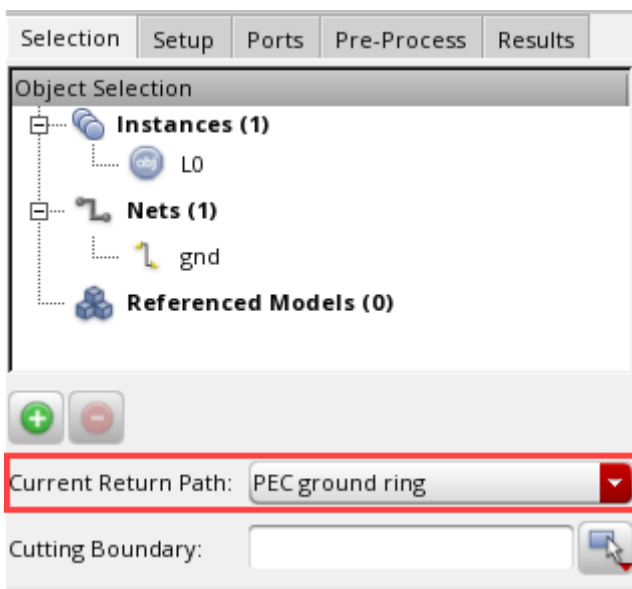 Selection Setup Ports Pre-Process Results
Object Selection
Instances (1)
obj L0
Nets (1)
gnd
Referenced Models (0)
Current Return Path: PEC ground ring
Cutting Boundary: